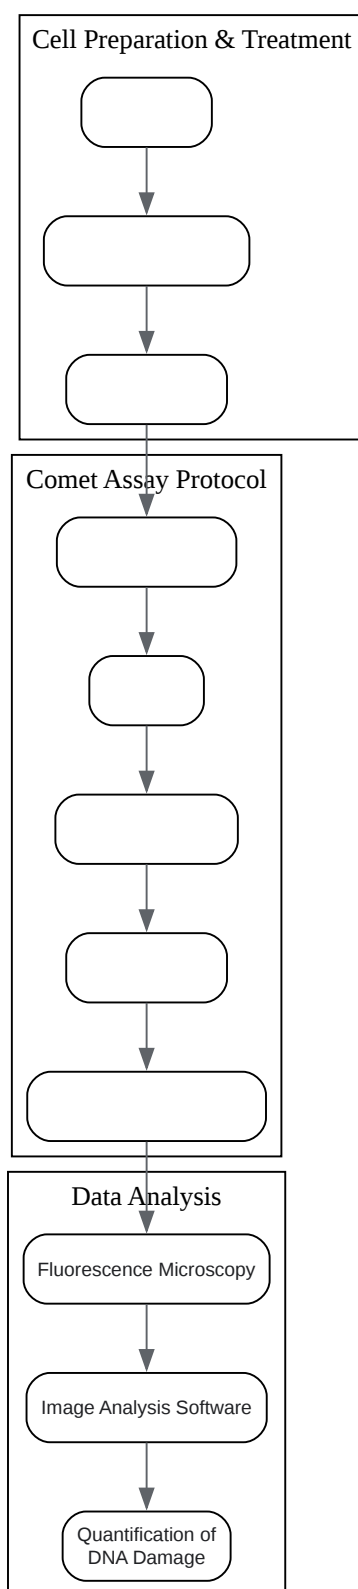 Cell Preparation & Treatment
Comet Assay Protocol
Data Analysis
Fluorescence Microscopy
Image Analysis Software
Quantification of
DNA Damage